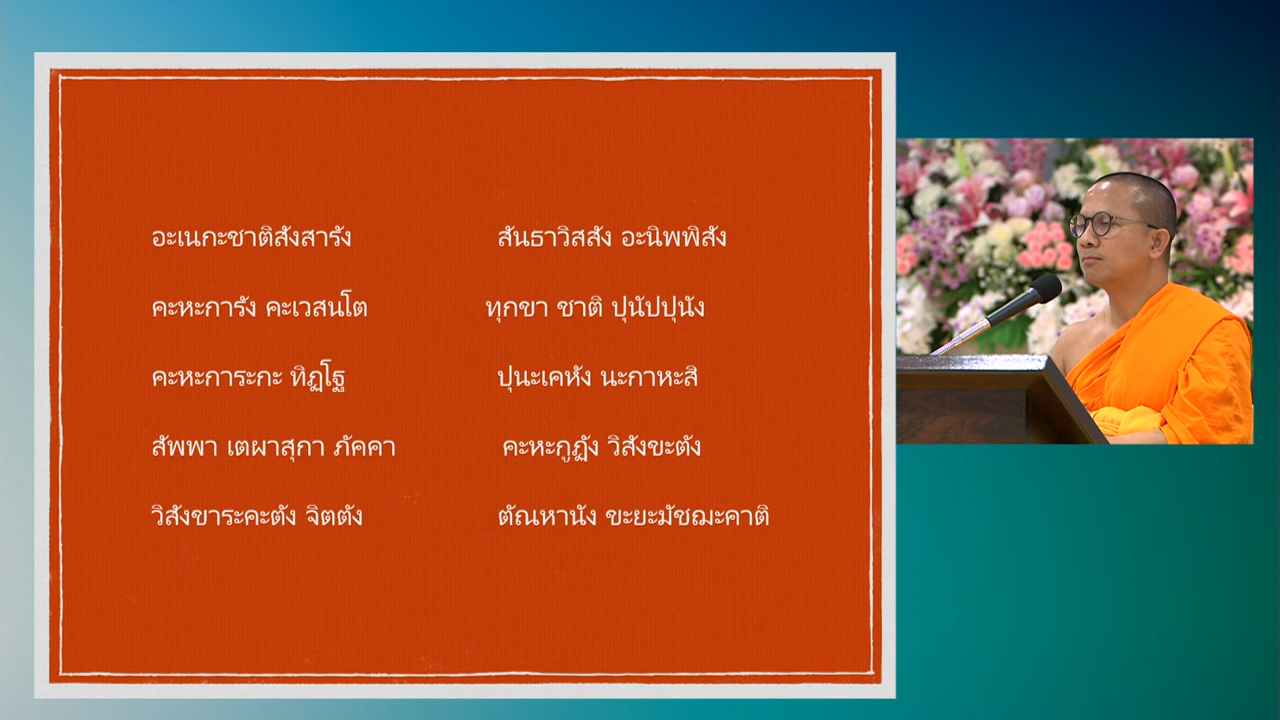 อะเนกะชาติสังสารัง สันธาวิสสัง อะนิพพิสัง
คะหะการัง คะเวสนฺโต ทุกขา ชาติ ปุนัปปุนัง
คะหะการะกะ ทิฏโฐ ปุนะเคหัง นะกาหะสิ
สัพพา เตผาสุกา ภัคคา คะหะกูฏัง วิสังขะตัง
วิสังขาระคะตัง จิตตัง ตัณหานัง ขะยะมัชฌะคาติ